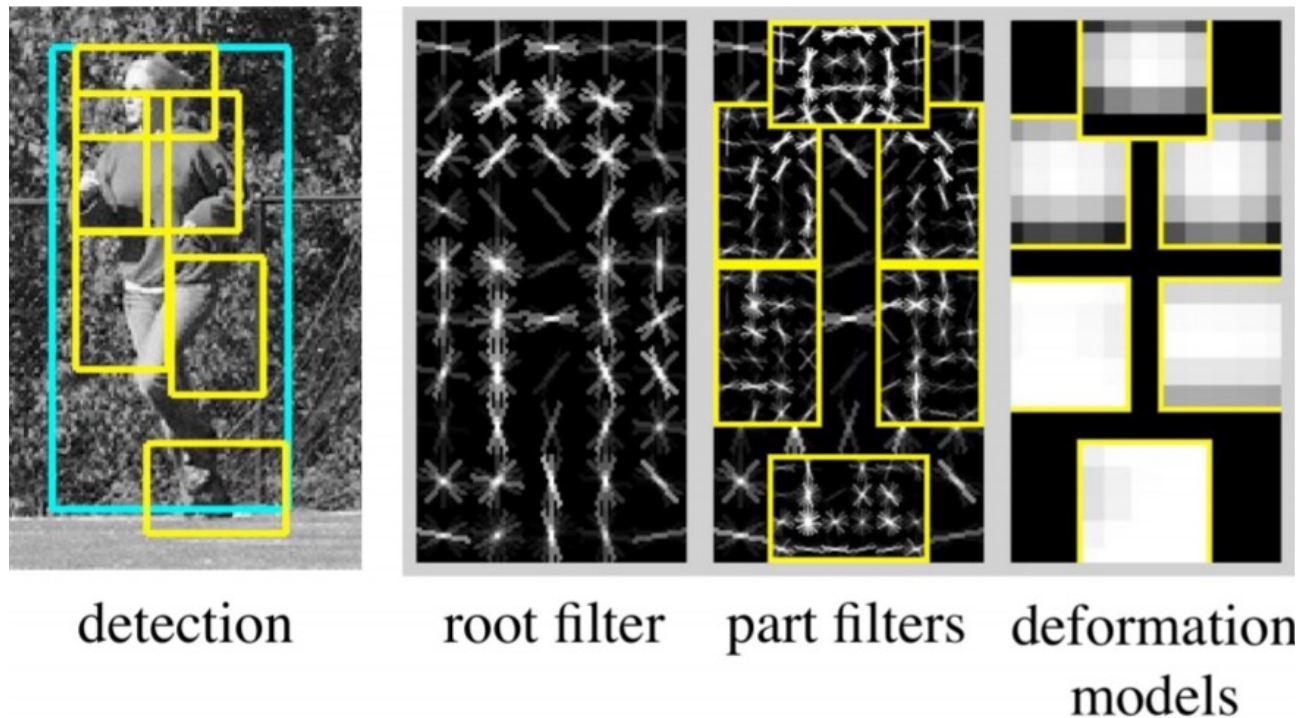 detection
root filter
part filters
deformation
models